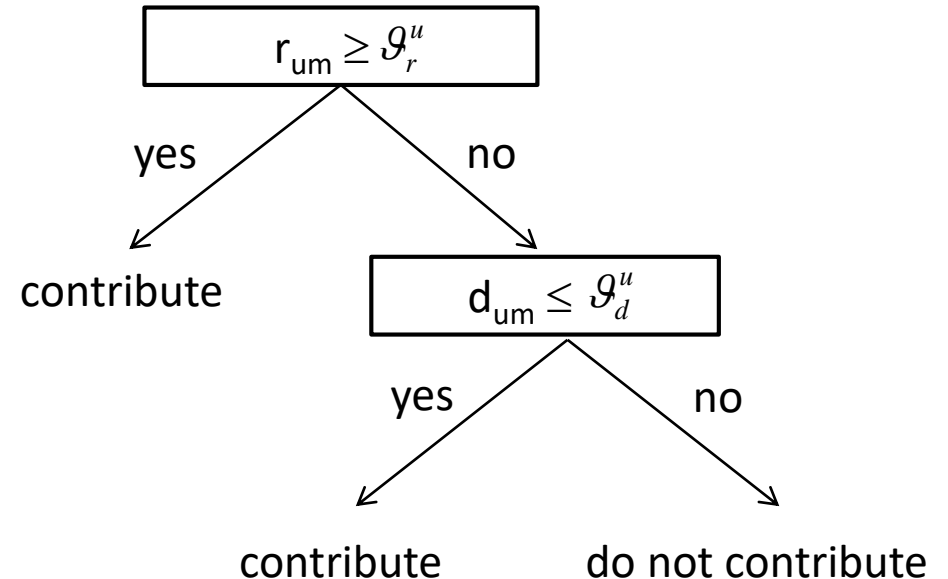 r_um ≥ ϑ_r^u
yes no
contribute
d_um ≤ ϑ_d^u
yes no
contribute do not contribute